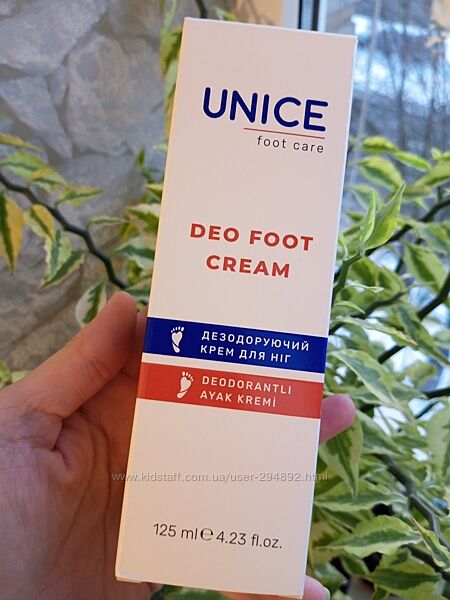 UNICE
foot care
DEO FOOT
CREAM
ДЕЗОДОРУЮЧИЙ
КРЕМ ДЛЯ НІГ
DEODORANTLI
AYAK KREMİ
www.kidstaff.com.ua/user-294892.html
125 ml ℮ 4.23 fl.oz.